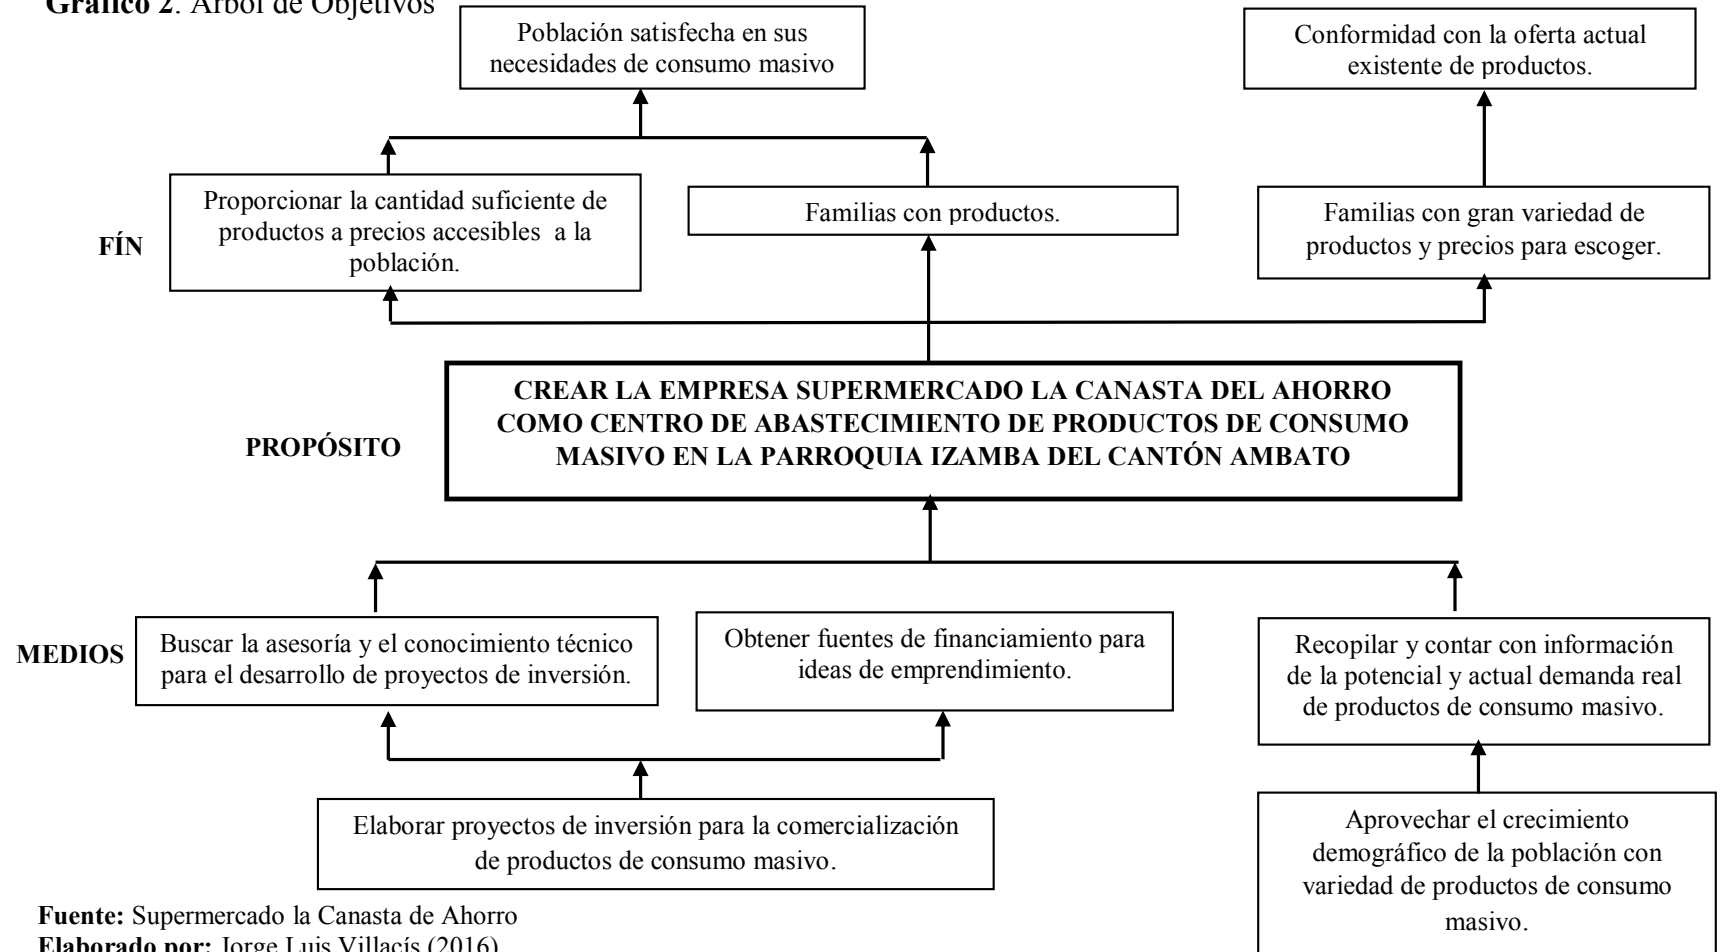 Gráfico 2. Árbol de Objetivos
Población satisfecha en sus
necesidades de consumo masivo
Conformidad con la oferta actual
existente de productos.
FÍN
Proporcionar la cantidad suficiente de
productos a precios accesibles a la
población.
Familias con productos.
Familias con gran variedad de
productos y precios para escoger.
PROPÓSITO
CREAR LA EMPRESA SUPERMERCADO LA CANASTA DEL AHORRO
COMO CENTRO DE ABASTECIMIENTO DE PRODUCTOS DE CONSUMO
MASIVO EN LA PARROQUIA IZAMBA DEL CANTÓN AMBATO
MEDIOS
Buscar la asesoría y el conocimiento técnico
para el desarrollo de proyectos de inversión.
Obtener fuentes de financiamiento para
ideas de emprendimiento.
Recopilar y contar con información
de la potencial y actual demanda real
de productos de consumo masivo.
Elaborar proyectos de inversión para la comercialización
de productos de consumo masivo.
Aprovechar el crecimiento
demográfico de la población con
variedad de productos de consumo
masivo.
Fuente: Supermercado la Canasta de Ahorro
Elaborado por: Jorge Luis Villacís (2016)